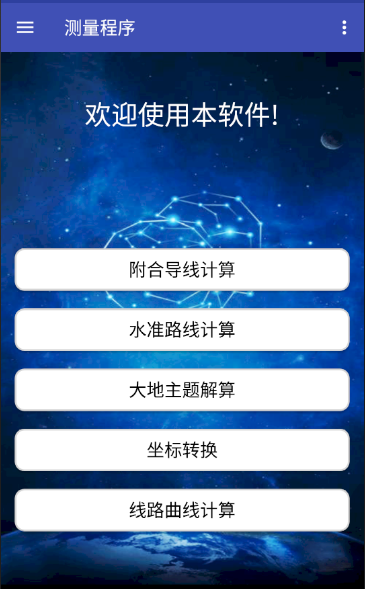 测量程序
欢迎使用本软件!
附合导线计算
水准路线计算
大地主题解算
坐标转换
线路曲线计算